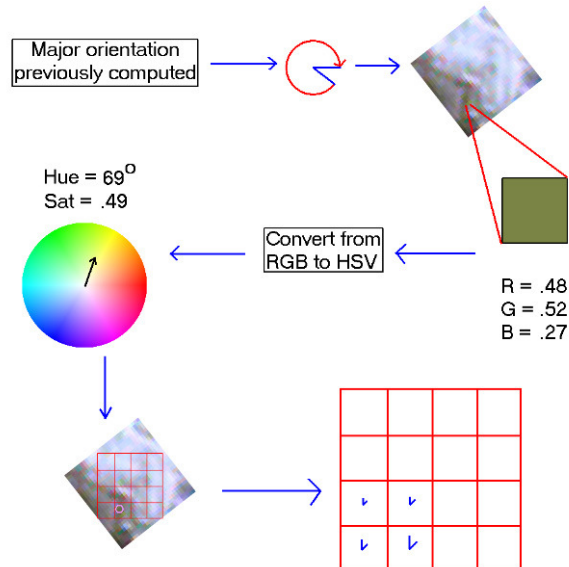 Major orientation
previously computed
Hue = 69°
Sat = .49
Convert from
RGB to HSV
R = .48
G = .52
B = .27